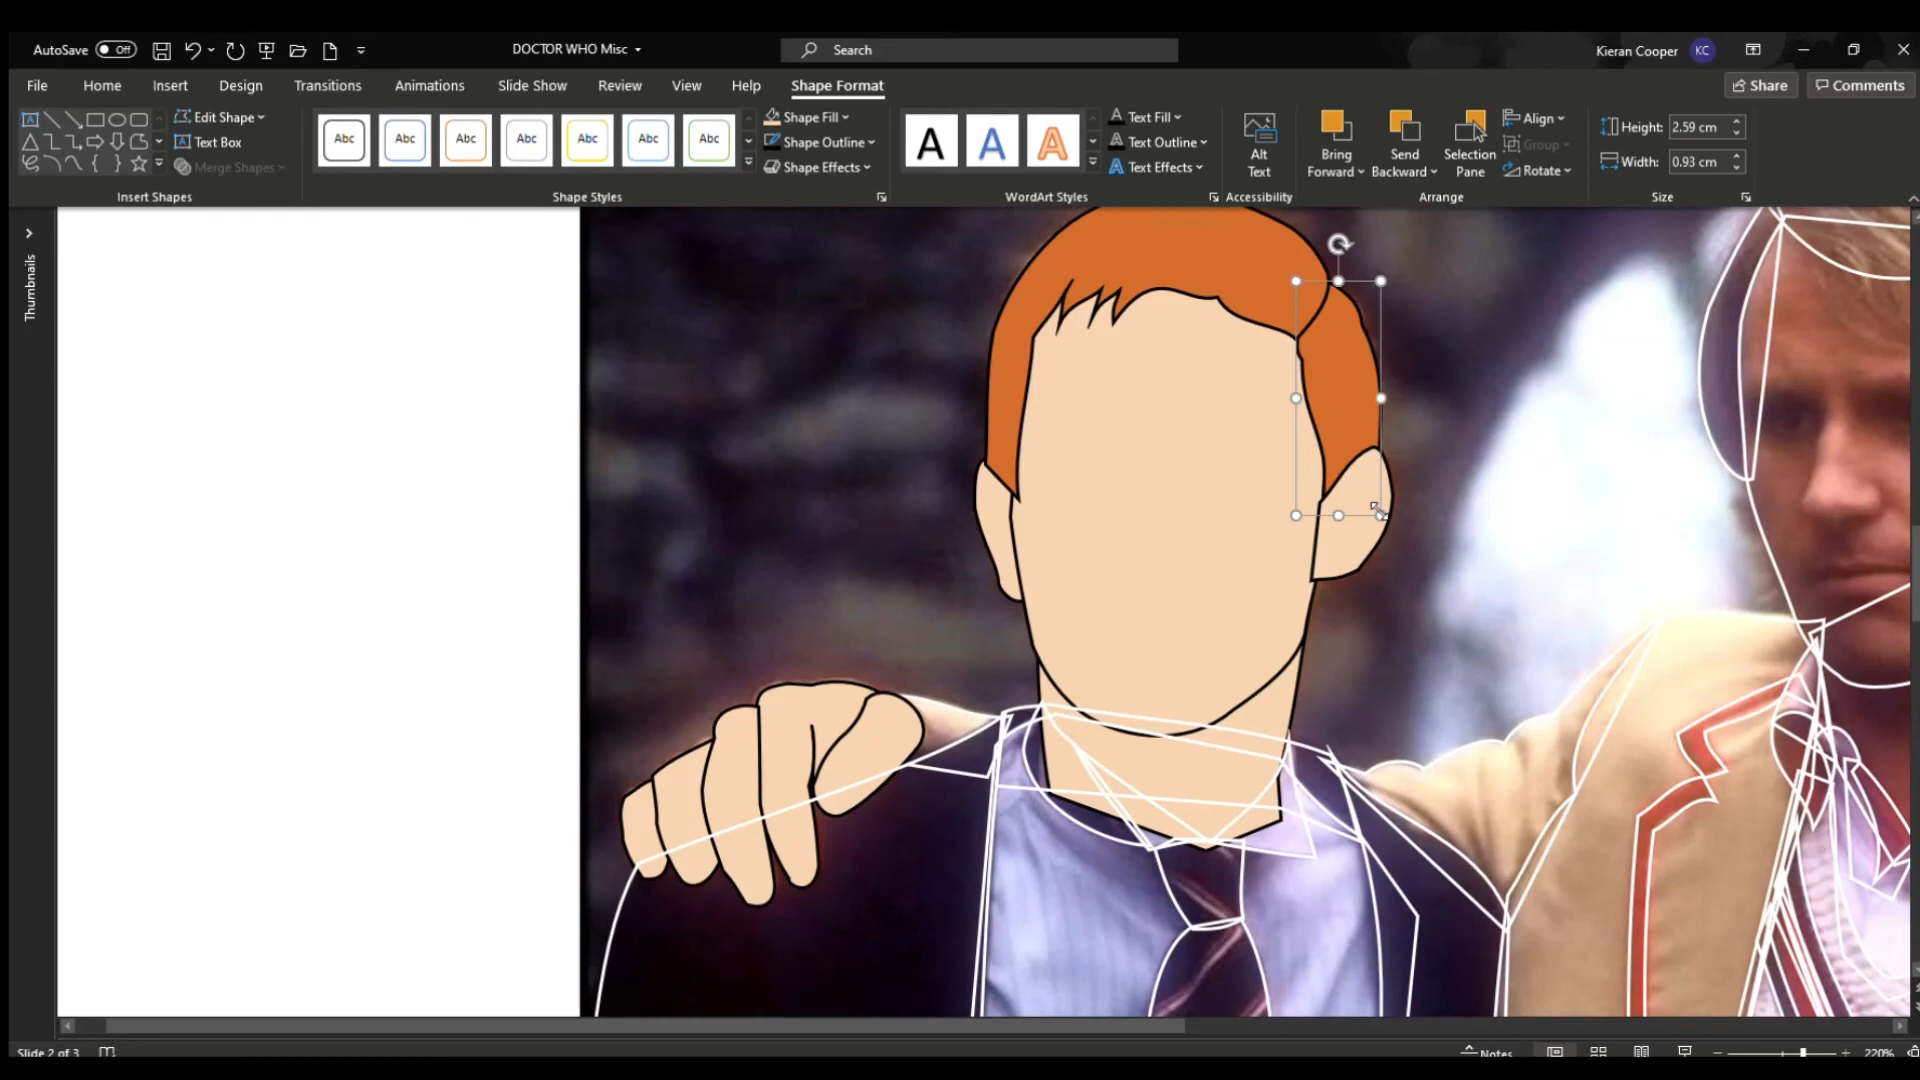 AutoSave Off
DOCTOR WHO Misc
Search
Kieran Cooper KC
File Home Insert Design Transitions Animations Slide Show Review View Help Shape Format
Share Comments
Edit Shape
Text Box
Merge Shapes
Insert Shapes
Abc Abc Abc Abc Abc Abc Abc
Shape Fill
Shape Outline
Shape Effects
Shape Styles
A A A
Text Fill
Text Outline
Text Effects
WordArt Styles
Alt Text
Accessibility
Bring Forward
Send Backward
Selection Pane
Align
Group
Rotate
Arrange
Height: 2.59 cm
Width: 0.93 cm
Size
Thumbnails
Slide 2 of 3
Notes
220%